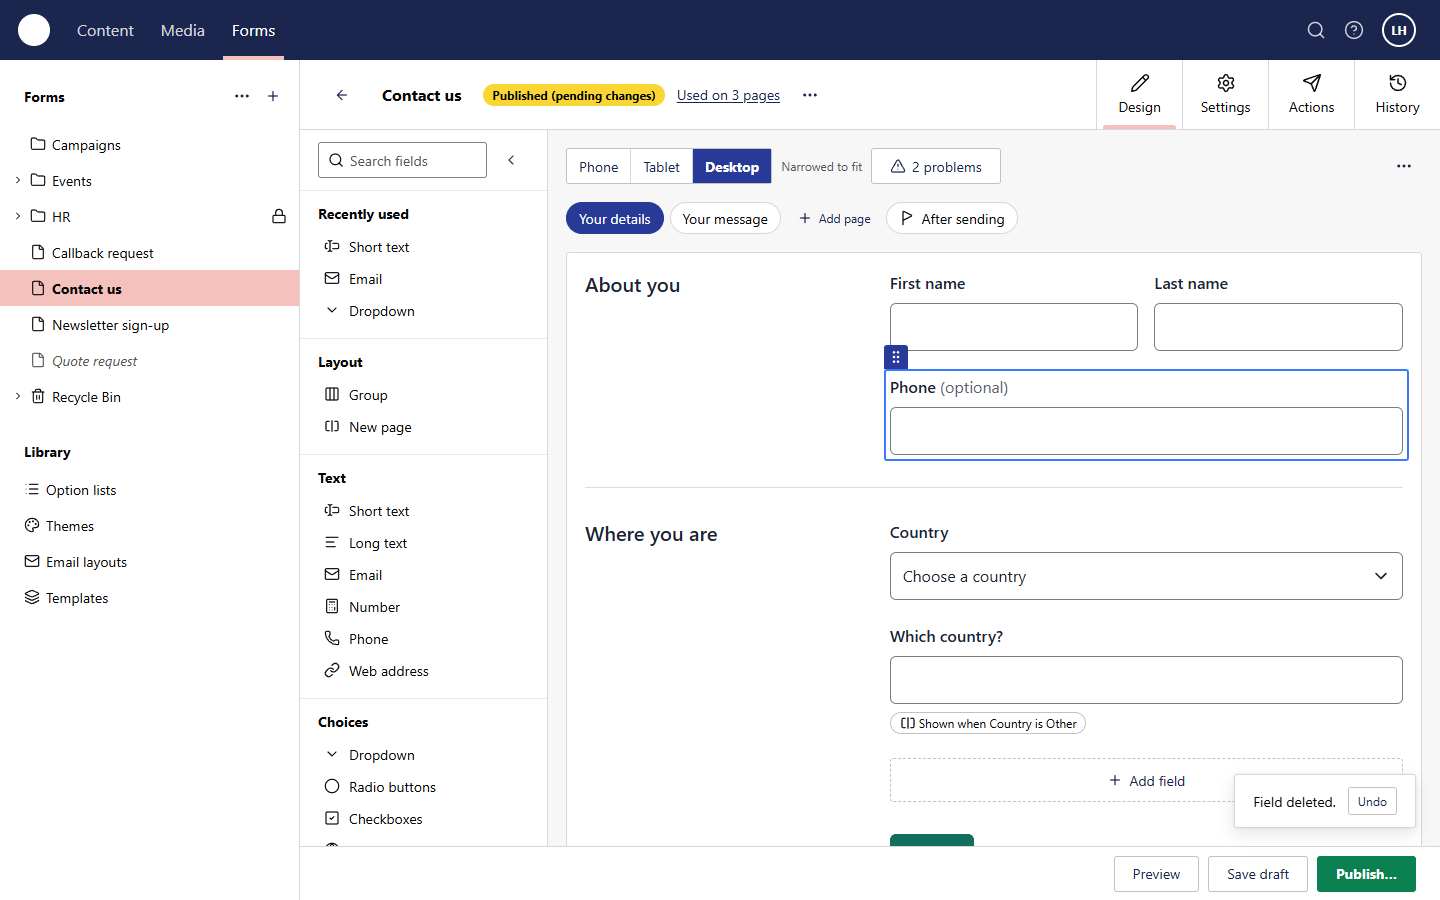 Content
Media
Forms
LH
Forms
Campaigns
Events
HR
Callback request
Contact us
Newsletter sign-up
Quote request
Recycle Bin
Library
Option lists
Themes
Email layouts
Templates
Contact us
Published (pending changes)
Used on 3 pages
Design
Settings
Actions
History
Search fields
Recently used
Short text
Email
Dropdown
Layout
Group
New page
Text
Short text
Long text
Email
Number
Phone
Web address
Choices
Dropdown
Radio buttons
Checkboxes
Phone
Tablet
Desktop
Narrowed to fit
2 problems
Your details
Your message
Add page
After sending
About you
First name
Last name
Phone (optional)
Where you are
Country
Choose a country
Which country?
Shown when Country is Other
Add field
Field deleted.
Undo
Preview
Save draft
Publish...